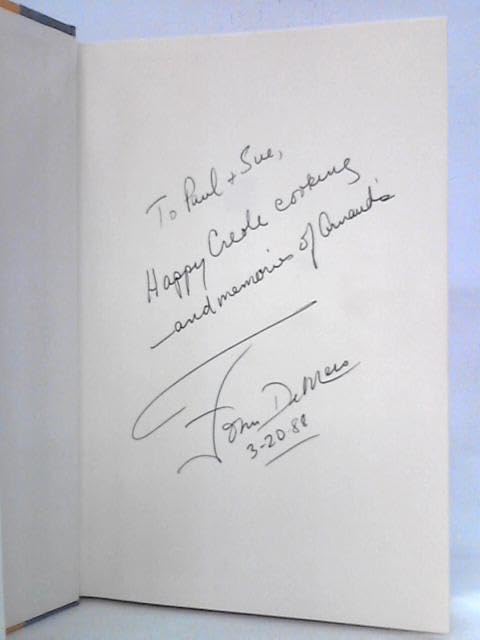 To Paul + Sue,
Happy Creole cooking
and memories of Arnaud's
John DeMers
3-20-88